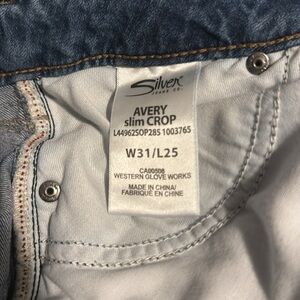 Silver
JEANS CO.
AVERY
slim CROP
L44962SOP285 1003765
W31/L25
CA00506
WESTERN GLOVE WORKS
MADE IN CHINA/
FABRIQUÉ EN CHINE